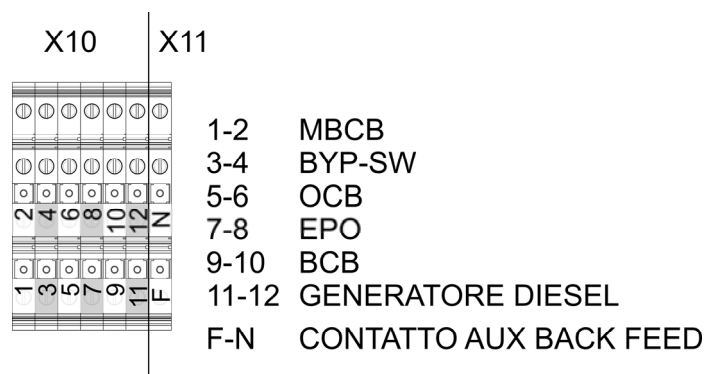 X10 X11
2 4 6 8 10 12 N
1 3 5 7 9 11 F
1-2 MBCB
3-4 BYP-SW
5-6 OCB
7-8 EPO
9-10 BCB
11-12 GENERATORE DIESEL
F-N CONTATTO AUX BACK FEED